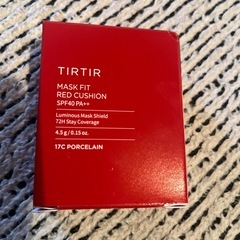 TIRTIR
MASK FIT
RED CUSHION
SPF40 PA++
Luminous Mask Shield
72H Stay Coverage
4.5 g / 0.15 oz.
17C PORCELAIN